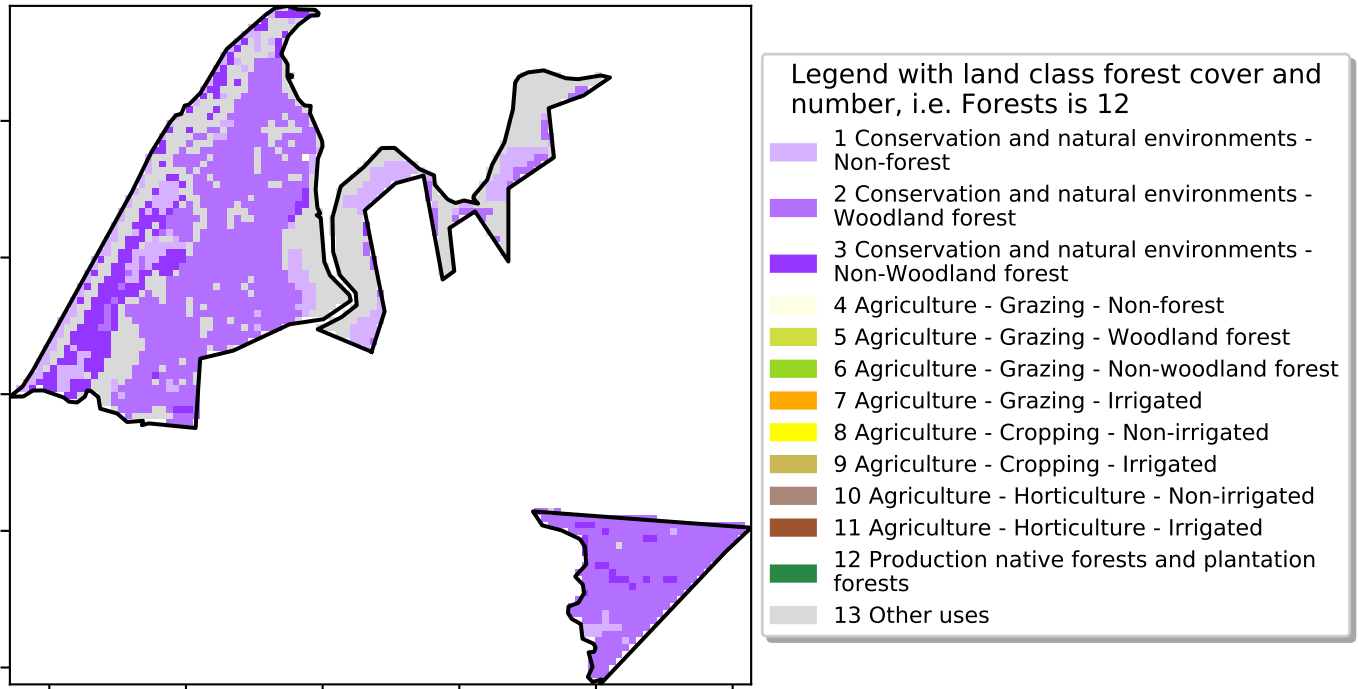 Legend with land class forest cover and
number, i.e. Forests is 12
1 Conservation and natural environments -
Non-forest
2 Conservation and natural environments -
Woodland forest
3 Conservation and natural environments -
Non-Woodland forest
4 Agriculture - Grazing - Non-forest
5 Agriculture - Grazing - Woodland forest
6 Agriculture - Grazing - Non-woodland forest
7 Agriculture - Grazing - Irrigated
8 Agriculture - Cropping - Non-irrigated
9 Agriculture - Cropping - Irrigated
10 Agriculture - Horticulture - Non-irrigated
11 Agriculture - Horticulture - Irrigated
12 Production native forests and plantation
forests
13 Other uses